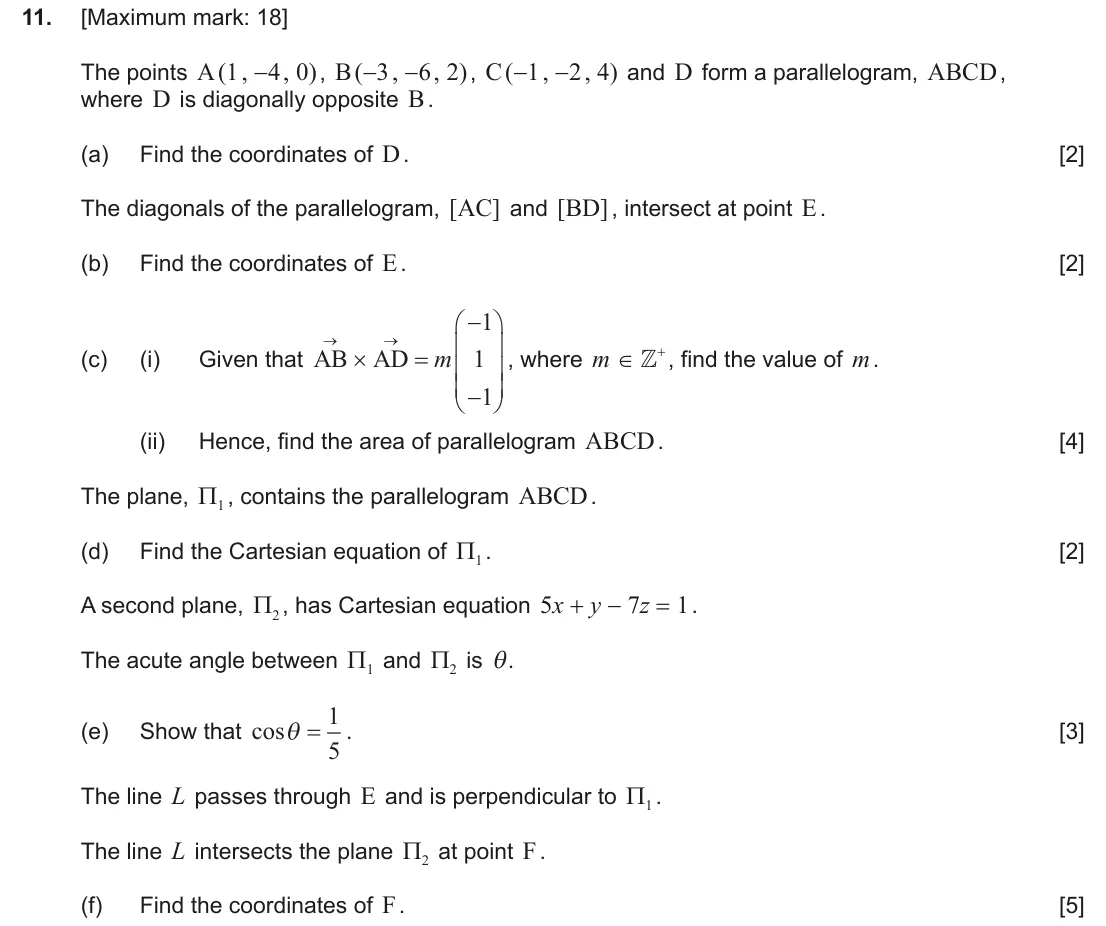 11. [Maximum mark: 18]
The points A(1, −4, 0), B(−3, −6, 2), C(−1, −2, 4) and D form a parallelogram, ABCD,
where D is diagonally opposite B.
(a) Find the coordinates of D. [2]
The diagonals of the parallelogram, [AC] and [BD], intersect at point E.
(b) Find the coordinates of E. [2]
(c) (i) Given that →AB × →AD = m(−1 1 −1), where m ∈ ℤ⁺, find the value of m.
(ii) Hence, find the area of parallelogram ABCD. [4]
The plane, Π₁, contains the parallelogram ABCD.
(d) Find the Cartesian equation of Π₁. [2]
A second plane, Π₂, has Cartesian equation 5x + y − 7z = 1.
The acute angle between Π₁ and Π₂ is θ.
(e) Show that cosθ = 1/5. [3]
The line L passes through E and is perpendicular to Π₁.
The line L intersects the plane Π₂ at point F.
(f) Find the coordinates of F. [5]